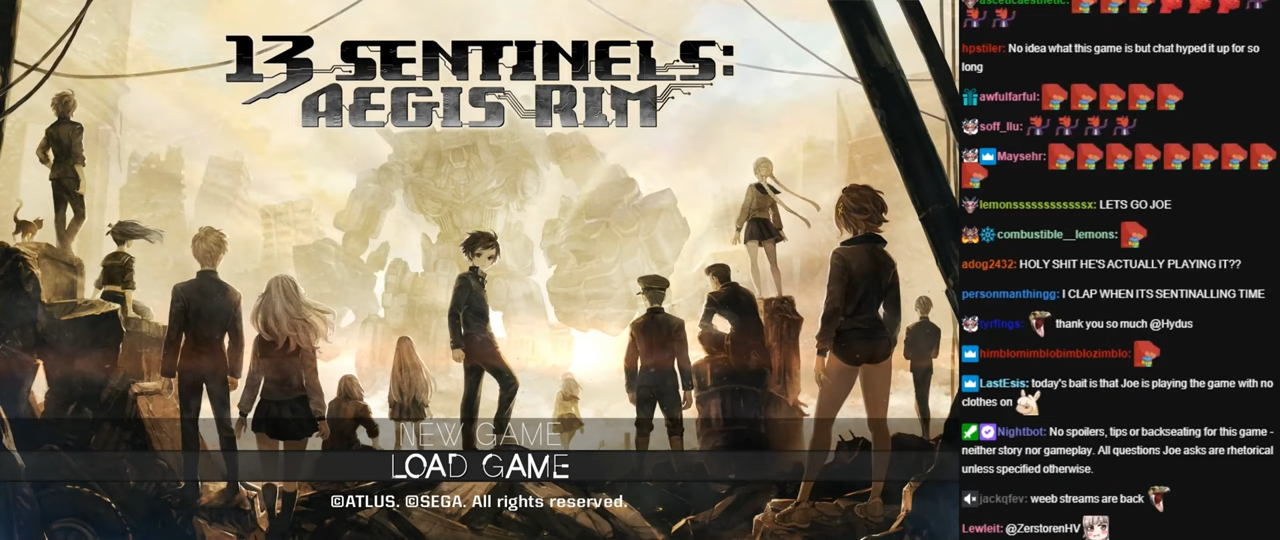 13 SENTINELS:
AEGIS RIM
NEW GAME
LOAD GAME
©ATLUS. ©SEGA. All rights reserved.
asceticaesthetic:
hpstiler: No idea what this game is but chat hyped it up for so
long
awfulfarful:
soff_llu:
Maysehr:
lemonsssssssssssx: LETS GO JOE
combustible__lemons:
adog2432: HOLY SHIT HE'S ACTUALLY PLAYING IT??
personmanthingg: I CLAP WHEN ITS SENTINALLING TIME
tyrfings: thank you so much @Hydus
himblomimblobimblozimblo:
LastEsis: today's bait is that Joe is playing the game with no
clothes on
Nightbot: No spoilers, tips or backseating for this game -
neither story nor gameplay. All questions Joe asks are rhetorical
unless specified otherwise.
jackqfev: weeb streams are back
Lewleit: @ZerstorenHV